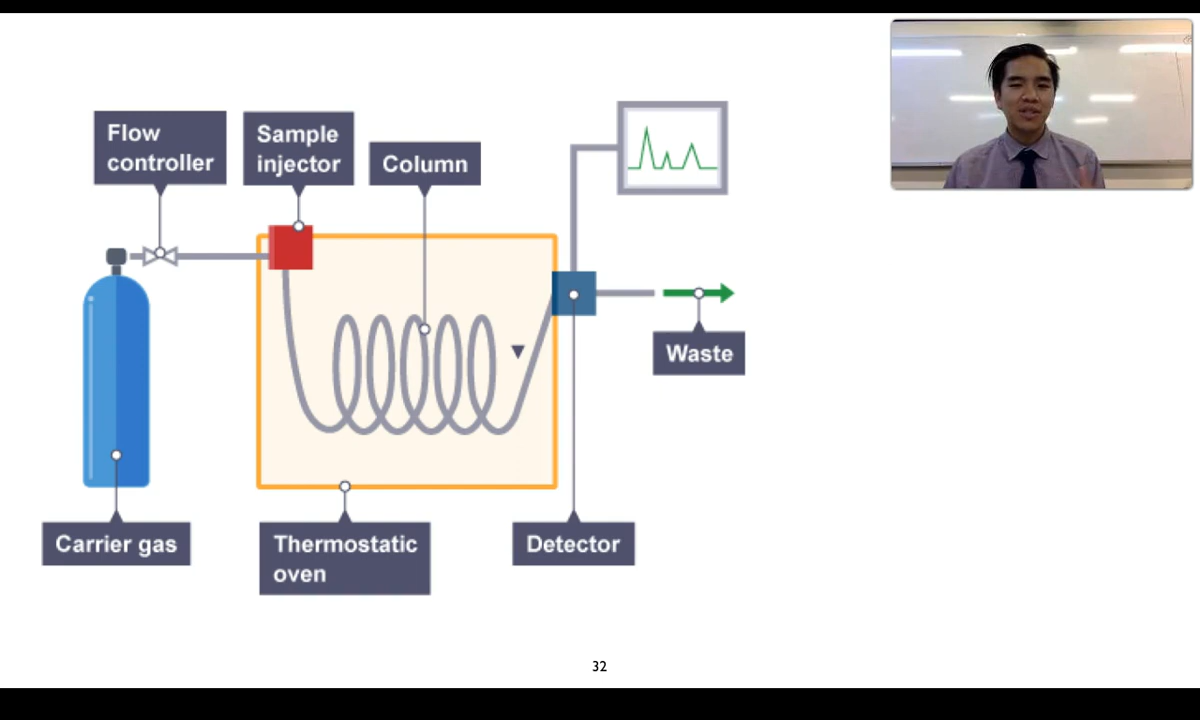 Flow
controller
Sample
injector
Column
Waste
Carrier gas
Thermostatic
oven
Detector
32